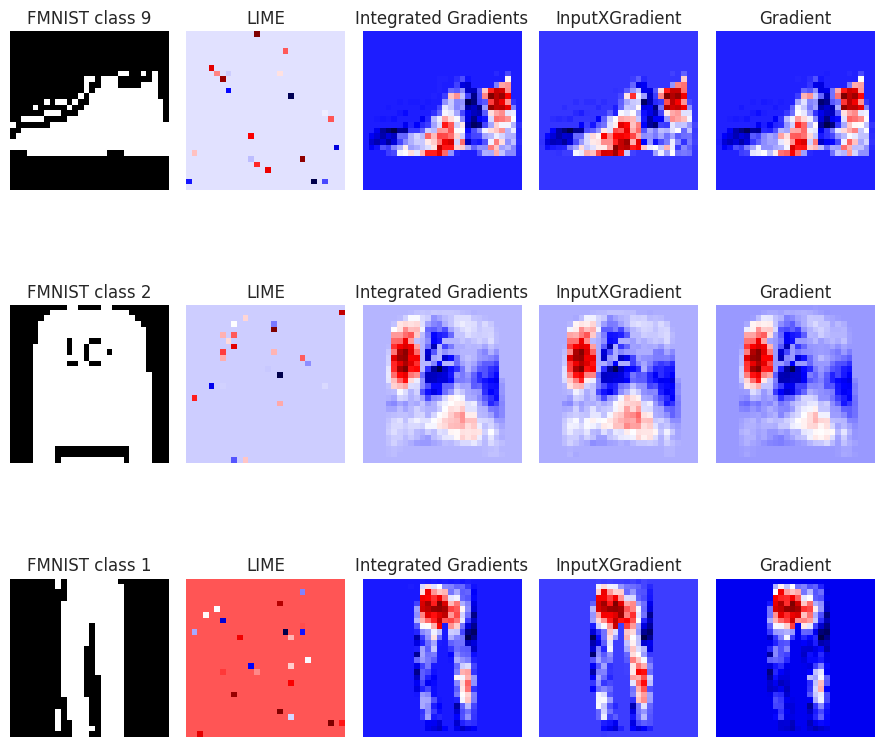 FMNIST class 9 LIME Integrated Gradients InputXGradient Gradient
FMNIST class 2 LIME Integrated Gradients InputXGradient Gradient
FMNIST class 1 LIME Integrated Gradients InputXGradient Gradient